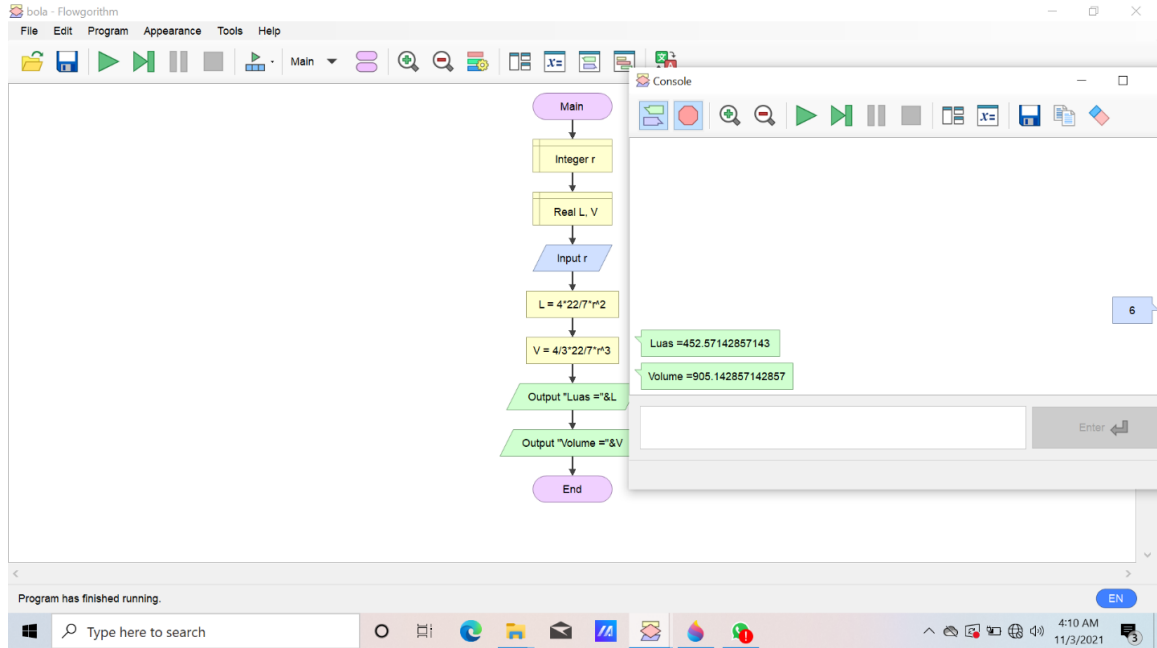 bola - Flowgorithm
File Edit Program Appearance Tools Help
Main
x=
Console
x=
Main
Integer r
Real L, V
Input r
L = 4*22/7*r^2
V = 4/3*22/7*r^3
Output "Luas ="&L
Output "Volume ="&V
End
6
Luas =452.57142857143
Volume =905.142857142857
Enter
Program has finished running.
EN
Type here to search
4:10 AM
11/3/2021
3